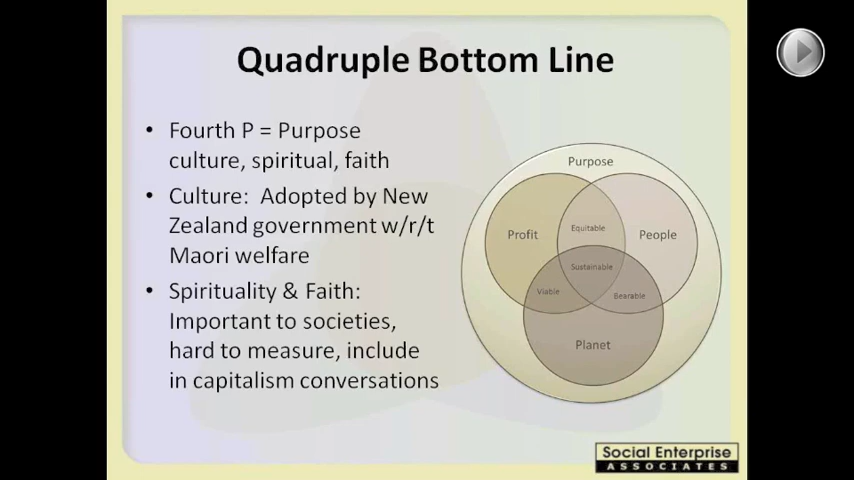 Quadruple Bottom Line
• Fourth P = Purpose
culture, spiritual, faith
• Culture:  Adopted by New
Zealand government w/r/t
Maori welfare
• Spirituality & Faith:
Important to societies,
hard to measure, include
in capitalism conversations
Purpose
Profit
Equitable
People
Sustainable
Viable
Bearable
Planet
Social Enterprise
ASSOCIATES